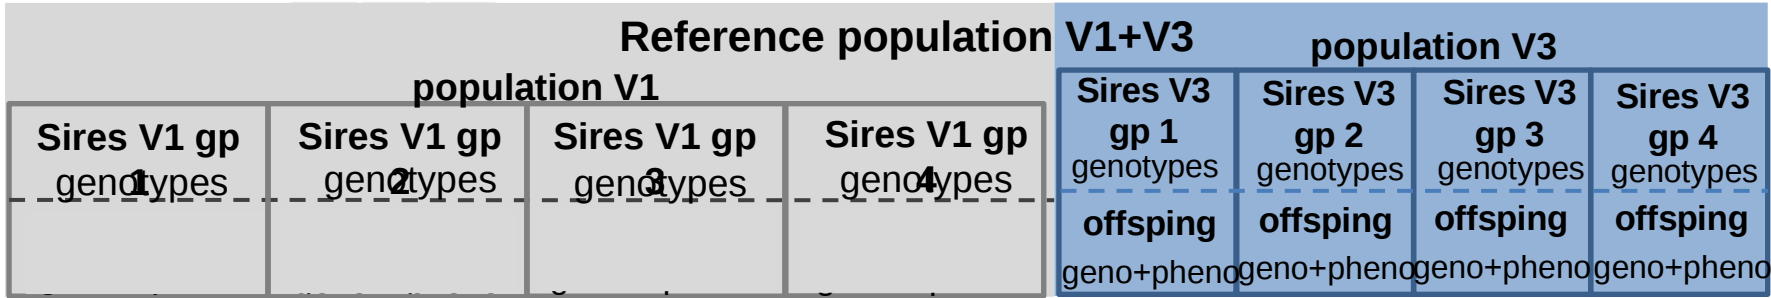 Reference population V1+V3
population V3
population V1
Sires V1 gp 1
genotypes
Sires V1 gp 2
genotypes
Sires V1 gp 3
genotypes
Sires V1 gp 4
genotypes
Sires V3
gp 1
genotypes
offsping
geno+pheno
Sires V3
gp 2
genotypes
offsping
geno+pheno
Sires V3
gp 3
genotypes
offsping
geno+pheno
Sires V3
gp 4
genotypes
offsping
geno+pheno